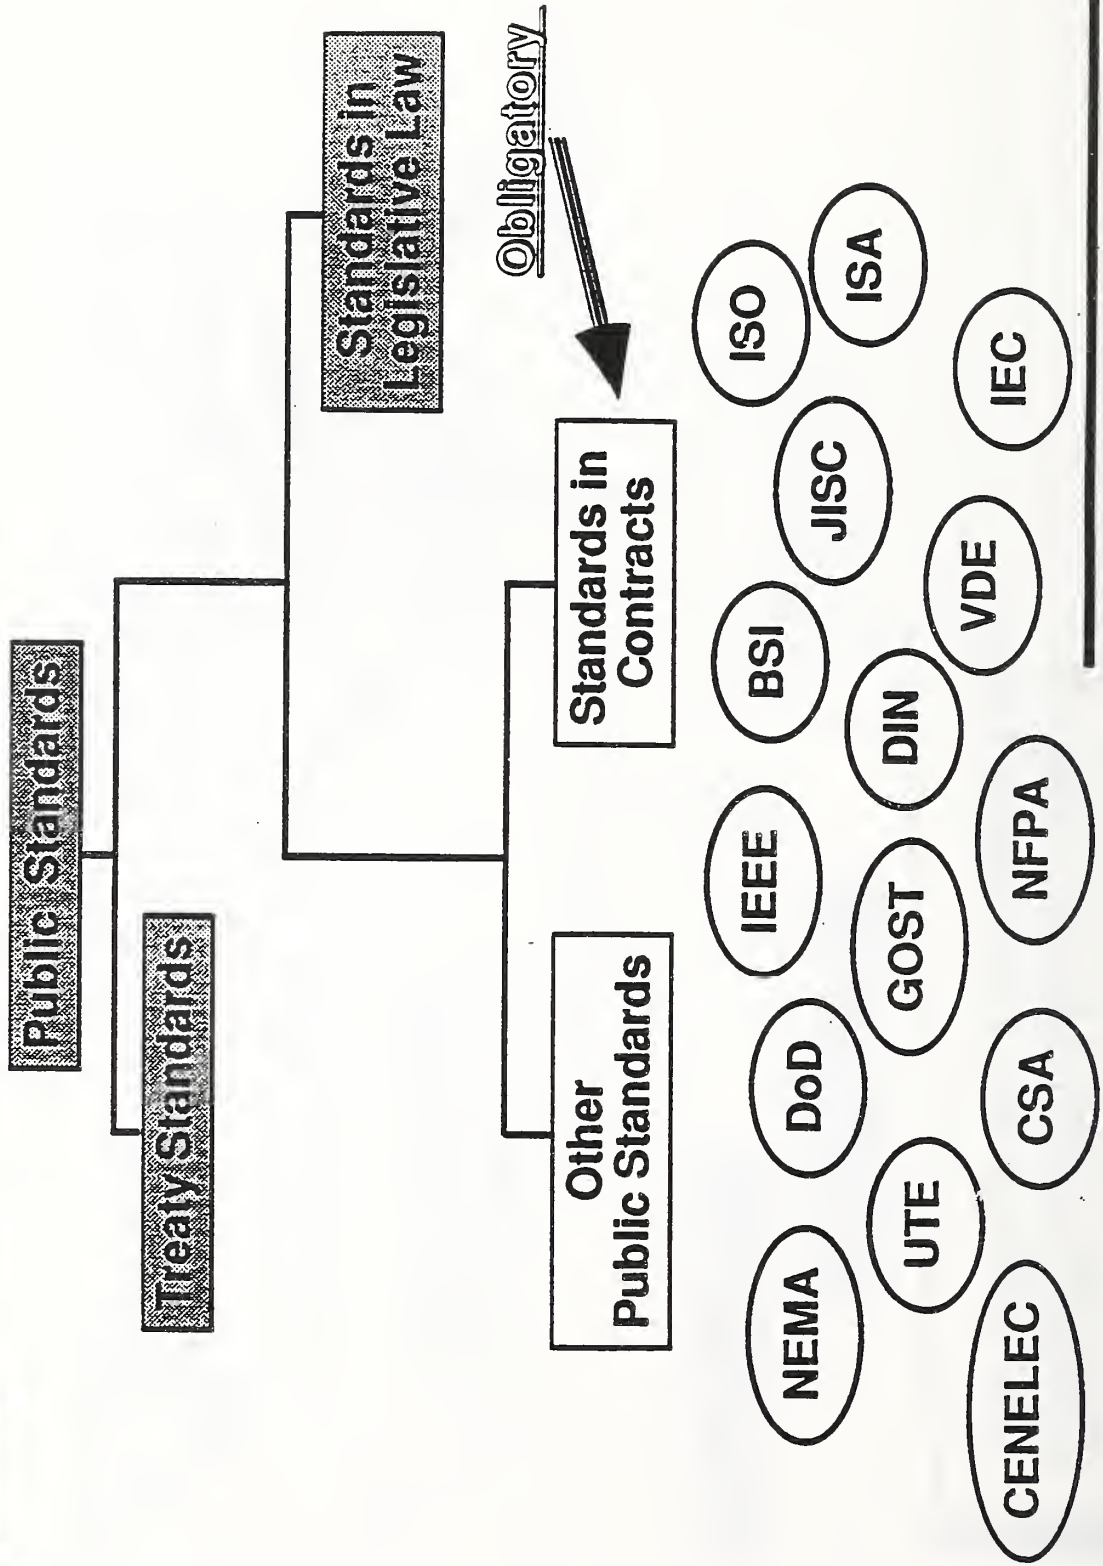 Public Standards
Treaty Standards
Standards in
Legislative Law
Obligatory
Other
Public Standards
Standards in
Contracts
NEMA
DoD
IEEE
BSI
JISC
ISO
ISA
UTE
GOST
DIN
VDE
IEC
CENELEC
CSA
NFPA